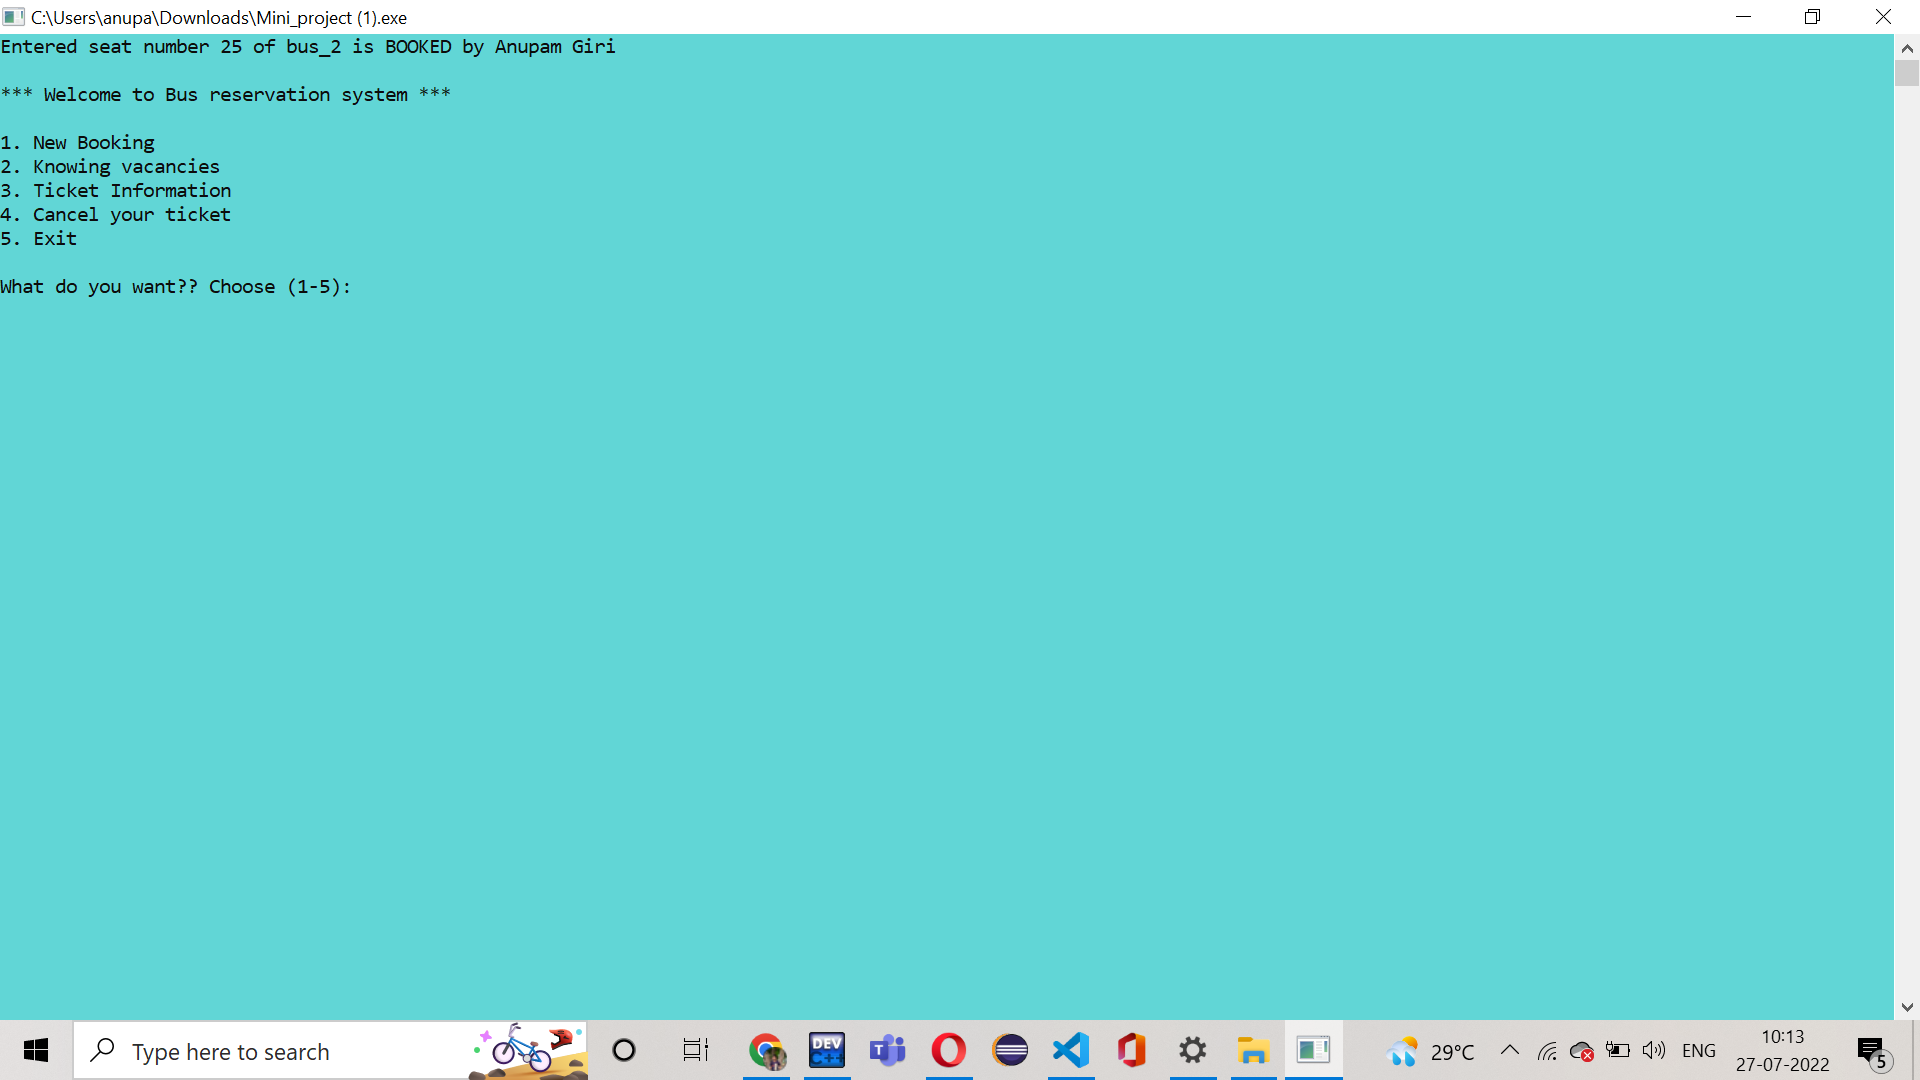 C:\Users\anupa\Downloads\Mini_project (1).exe
Entered seat number 25 of bus_2 is BOOKED by Anupam Giri
*** Welcome to Bus reservation system ***
1. New Booking
2. Knowing vacancies
3. Ticket Information
4. Cancel your ticket
5. Exit
What do you want?? Choose (1-5):
Type here to search
DEV
C++
T
29°C
ENG
10:13
27-07-2022
5